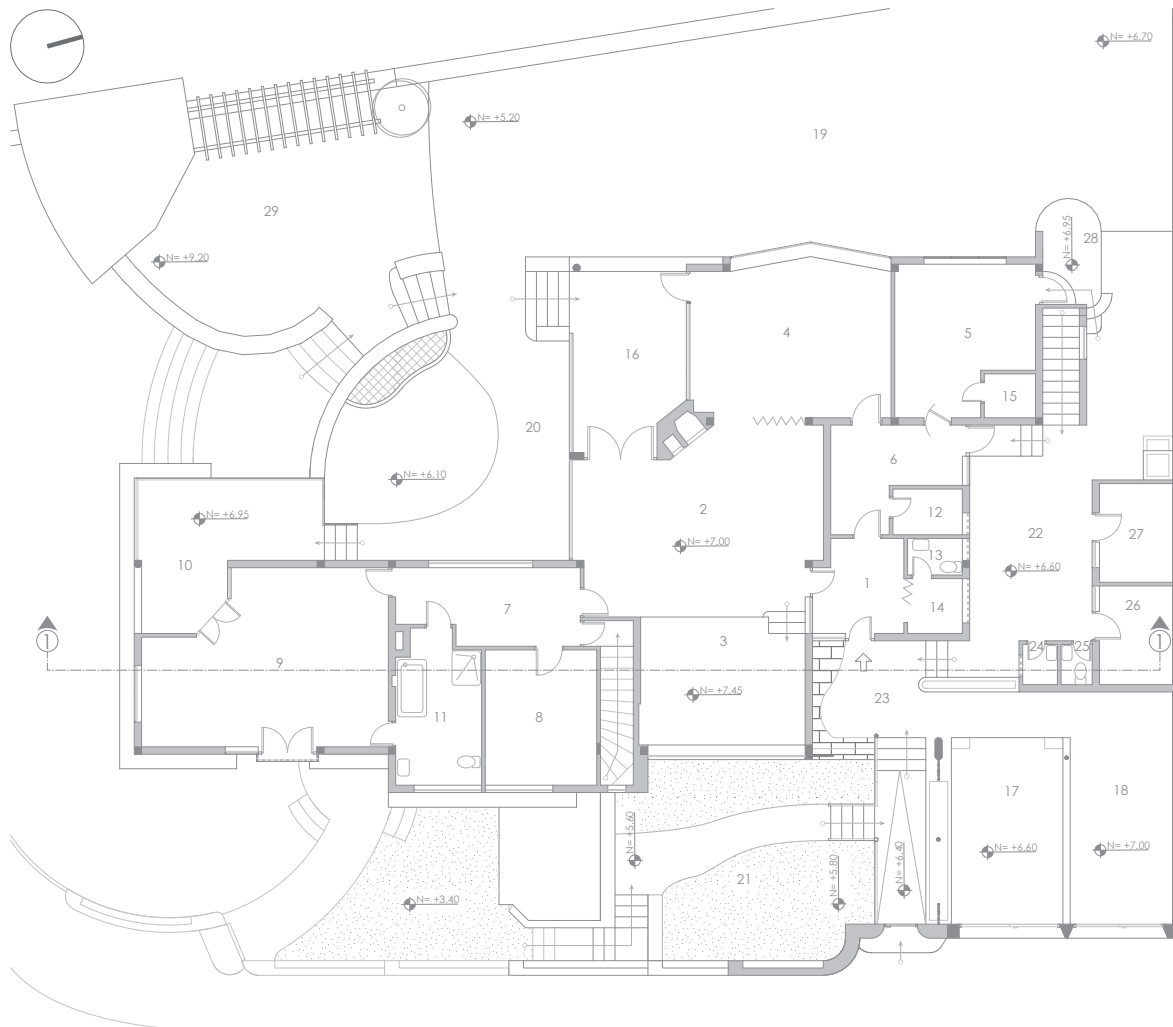 N= +6.70
N= +5.20
19
29
28
N= +6.95
N= +9.20
4
5
16
15
20
6
N= +6.10
2
12
N= +6.95
22
27
N= +7.00
13
10
N= +6.60
1
7
26
14
1
3
1
24
25
9
N= +7.45
23
11
8
17
18
N= +5.60
N= +6.40
N= +6.60
N= +7.00
N= +5.80
21
N= +3.40